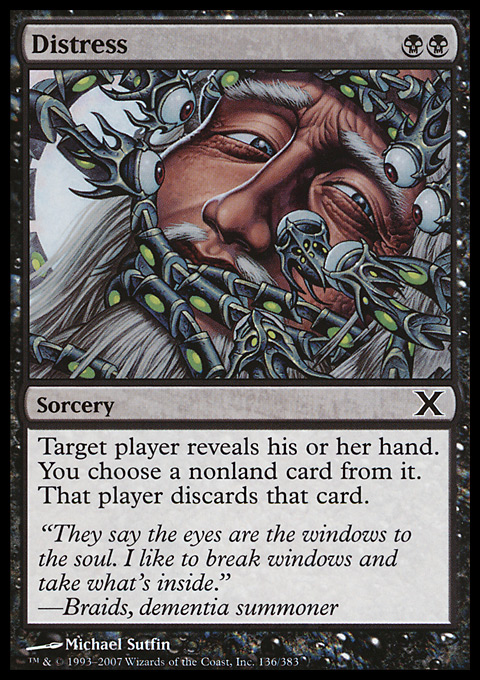 Distress
Sorcery
X
Target player reveals his or her hand.
You choose a nonland card from it.
That player discards that card.
“They say the eyes are the windows to
the soul. I like to break windows and
take what’s inside.”
—Braids, dementia summoner
Michael Sutfin
™ & © 1993–2007 Wizards of the Coast, Inc. 136/383